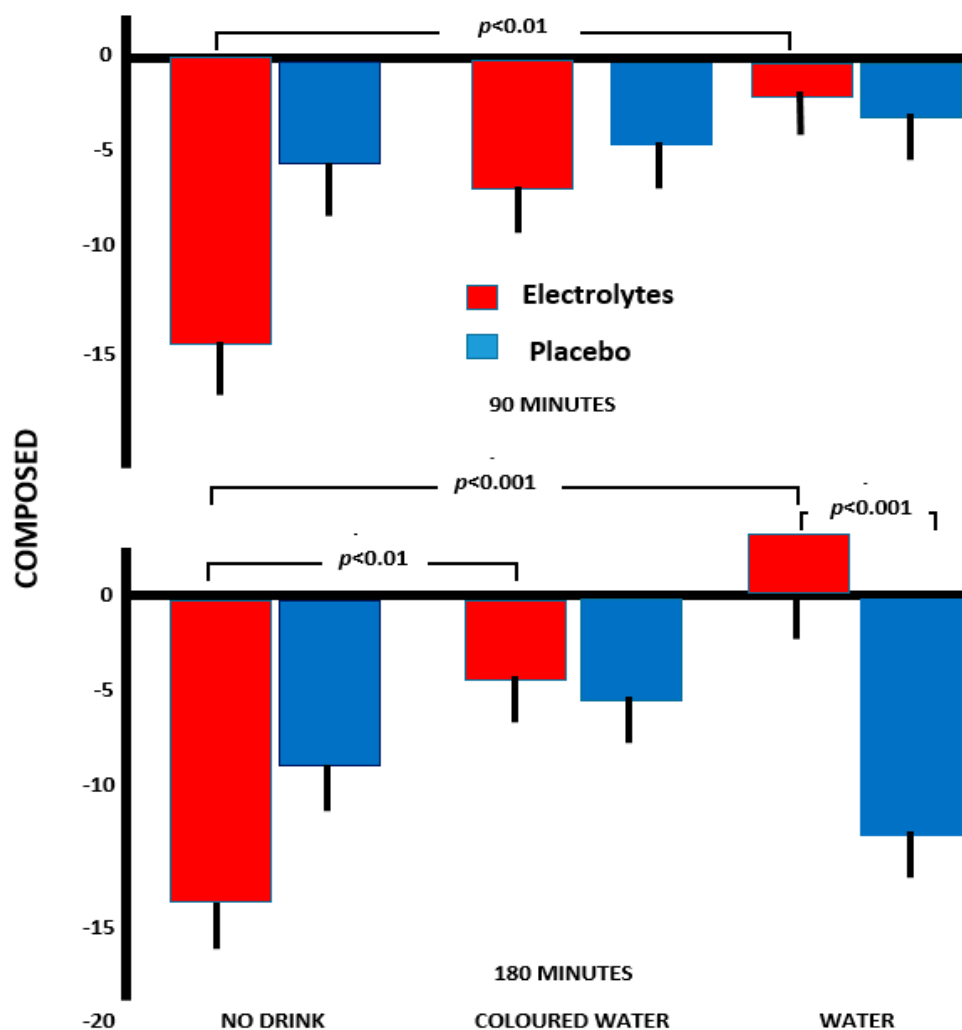 p<0.01
0
-5
-10
-15
Electrolytes
Placebo
90 MINUTES
COMPOSED
p<0.001
p<0.001
p<0.01
0
-5
-10
-15
180 MINUTES
-20
NO DRINK
COLOURED WATER
WATER